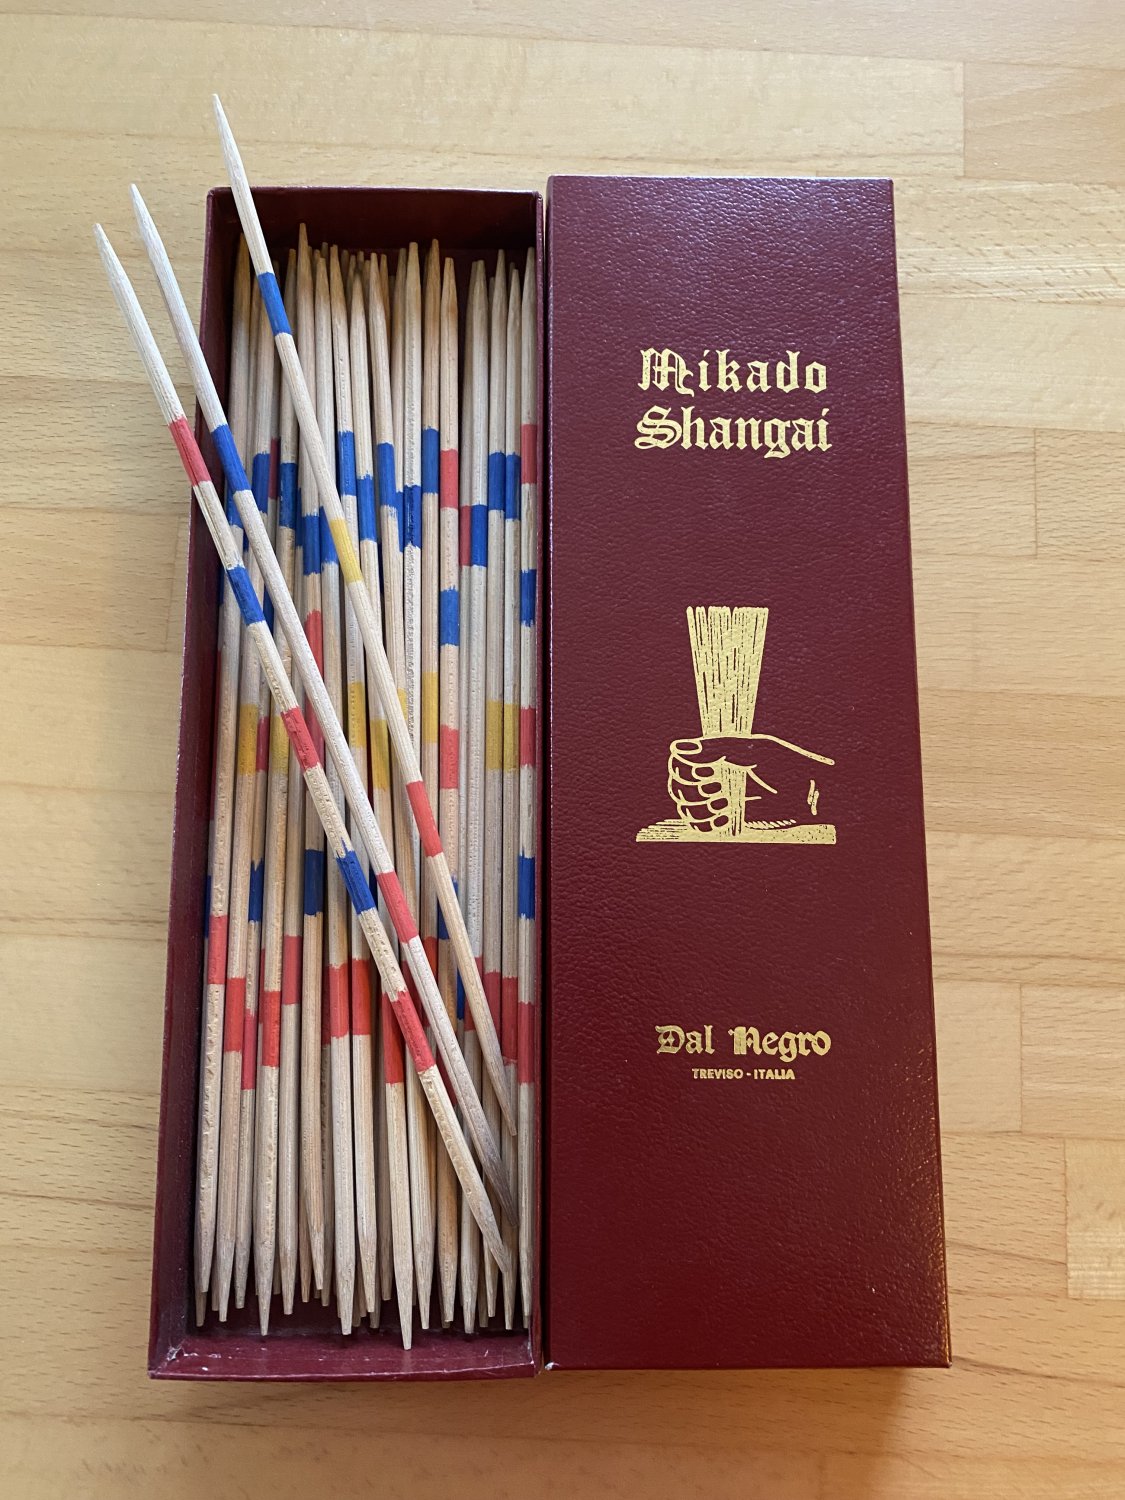 Mikado
Shangai
Dal Negro
TREVISO - ITALIA